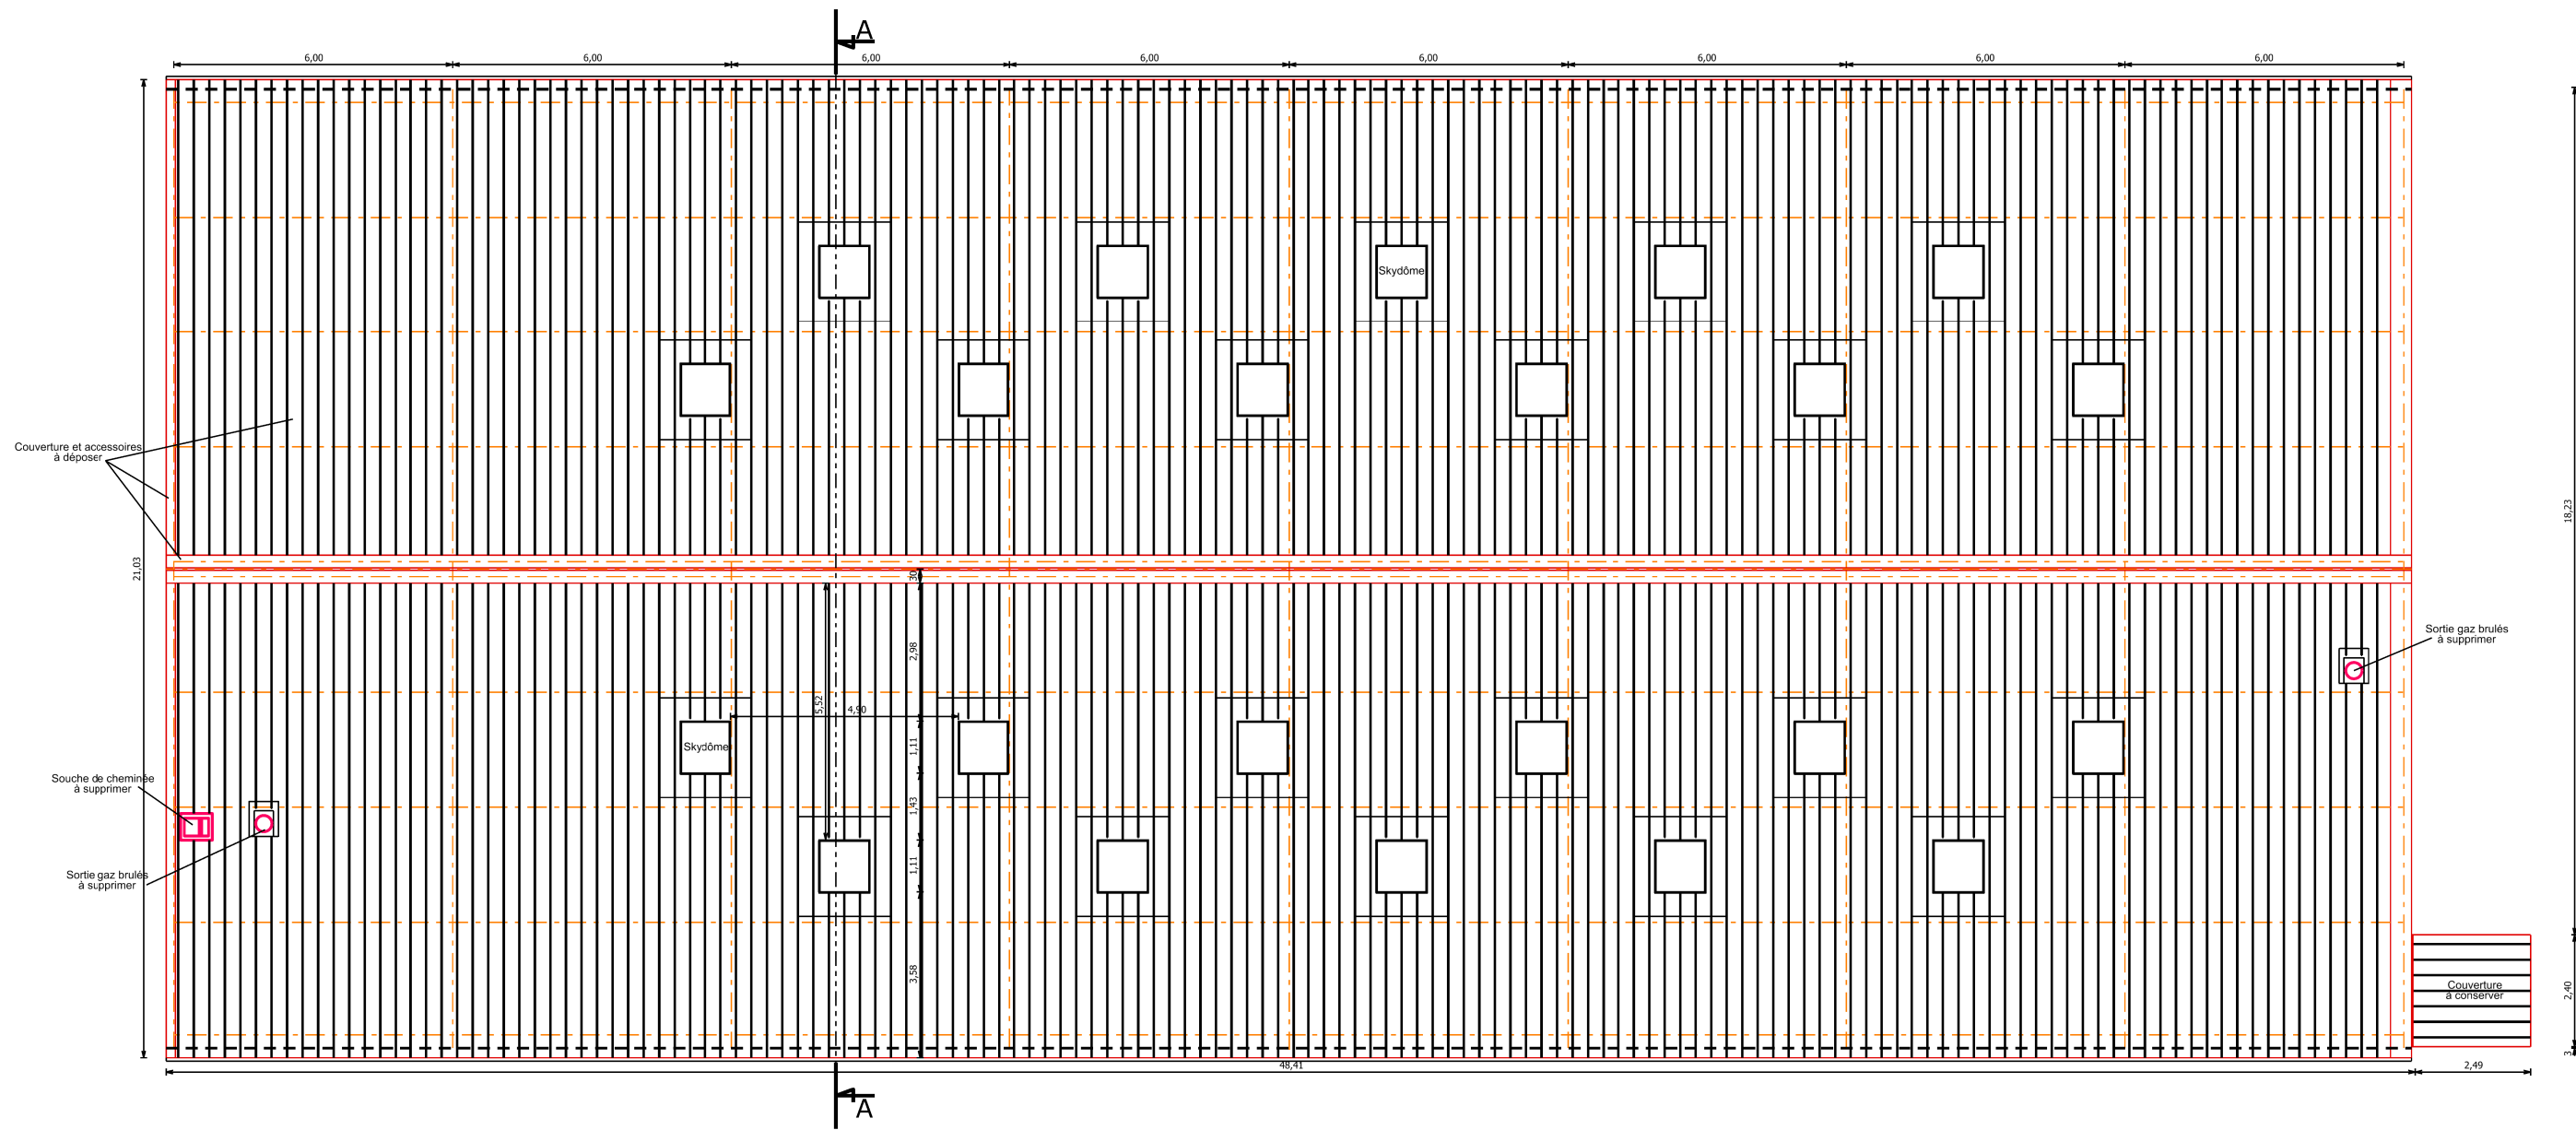 A
6,00
6,00
6,00
6,00
6,00
6,00
6,00
6,00
Skydôme
Couverture et accessoires
à déposer
18,23
21,03
30
Sortie gaz brulés
à supprimer
2,98
5,52
4,90
Skydôme
1,11
Souche de cheminée
à supprimer
1,43
1,11
Sortie gaz brulés
à supprimer
3,58
Couverture
à conserver
2,40
3
48,41
2,49
A